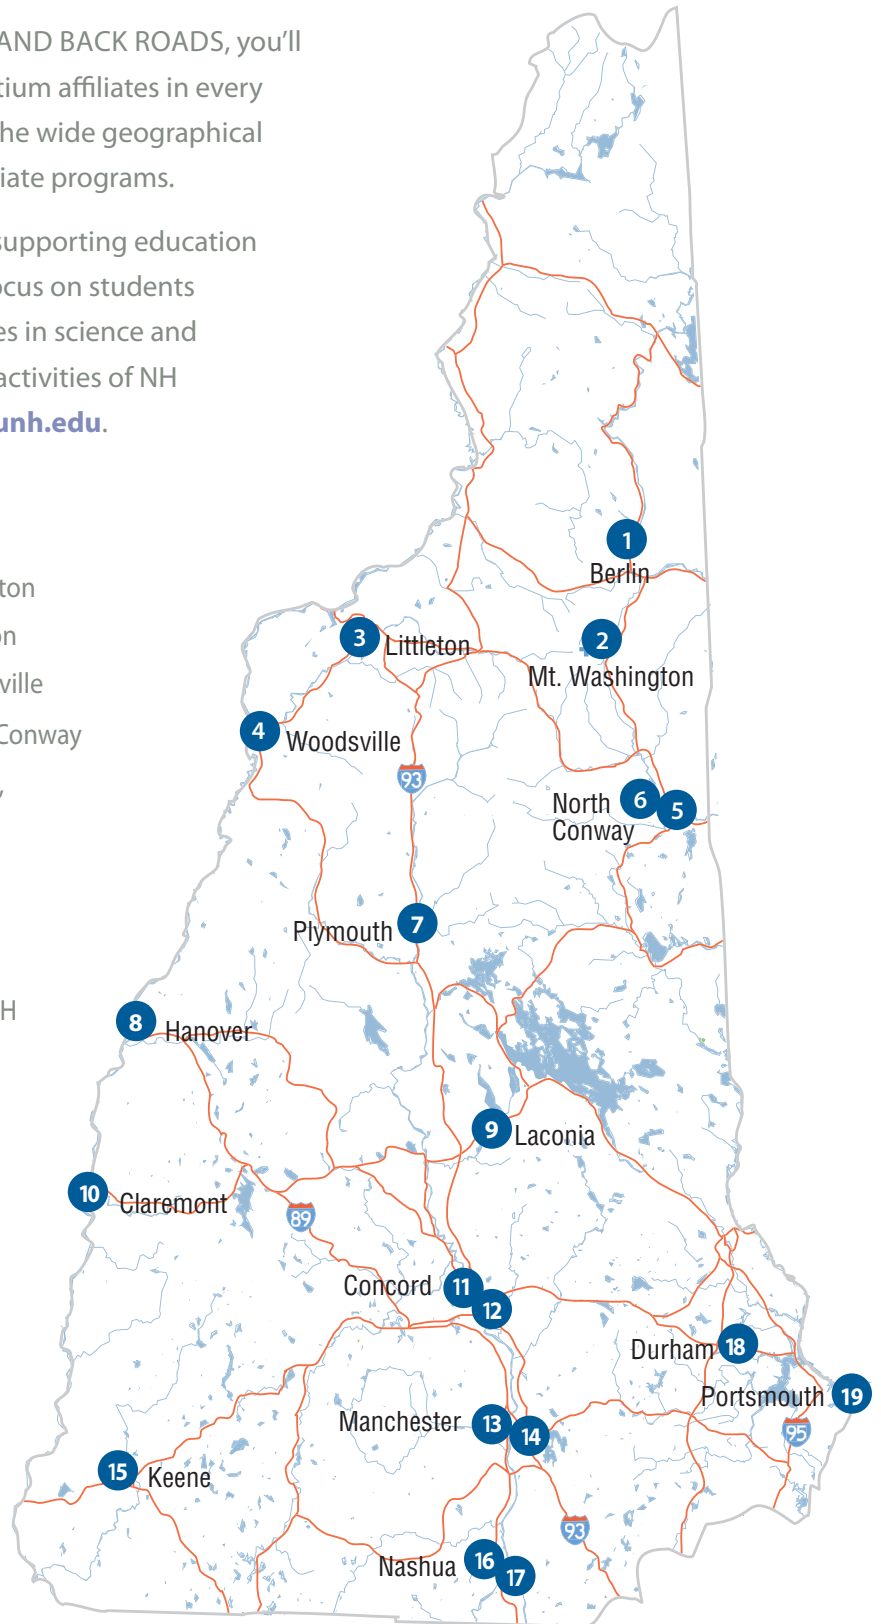 AND BACK ROADS, you’ll
tium affiliates in every
he wide geographical
iate programs.
supporting education
ocus on students
es in science and
activities of NH
unh.edu.
ton
on
ville
Conway
,
H
1
Berlin
2
Mt. Washington
3
Littleton
4
Woodsville
93
North
Conway
6
5
Plymouth
7
8
Hanover
9
Laconia
10
Claremont
89
Concord
11
12
Durham
18
Portsmouth
19
Manchester
13
14
95
15
Keene
93
Nashua
16
17